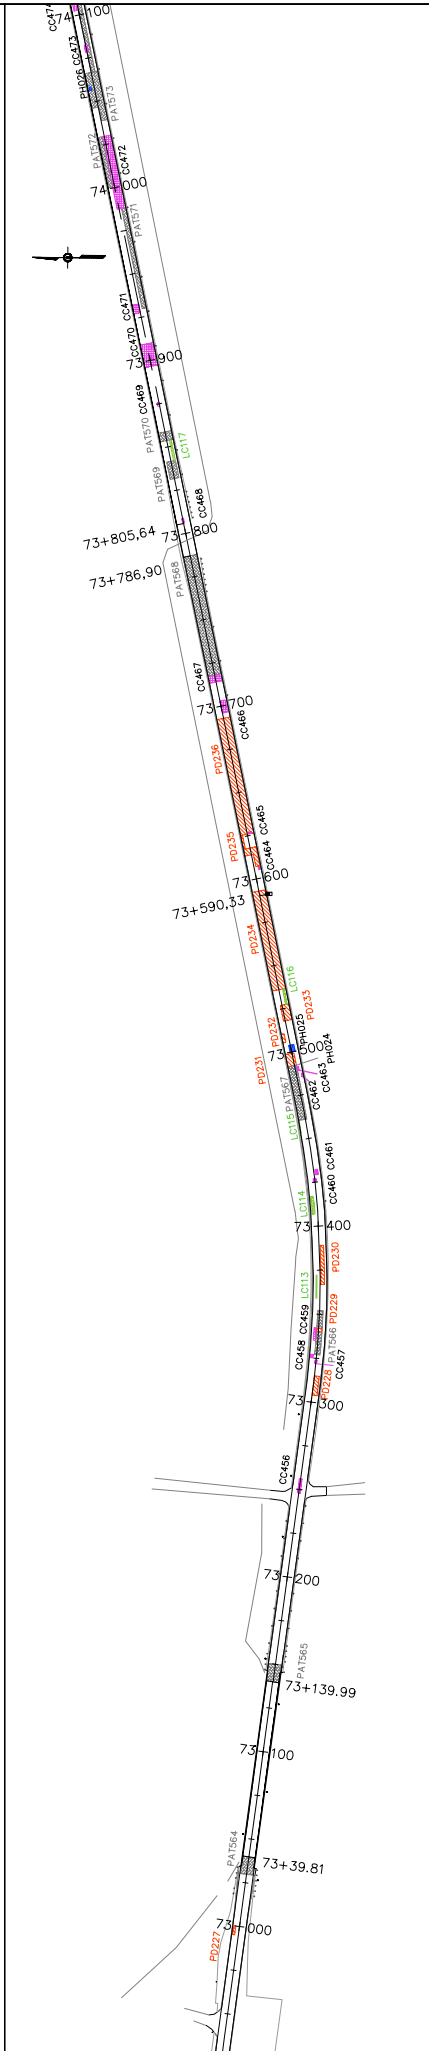 74+100
CC474
CC473
PH026
PAT573
PAT572
CC472
74+000
PAT571
CC471
CC470
73+900
CC469
PAT570
LC117
PAT569
CC468
73+805,64
73+800
73+786,90
PAT568
CC467
73+700
CC466
PD236
CC465
PD235
CC464
73+600
73+590,33
PD234
LC116
PD233
PD232
PH025
73+500
PH024
PD231
CC463
PAT567
CC462
LC115
CC461
CC460
LC114
73+400
PD230
LC113
PD229
CC459
PAT566
CC458
CC457
PD228
73+300
CC456
73+200
PAT565
73+139.99
73+100
PAT564
73+39.81
73+000
PD227